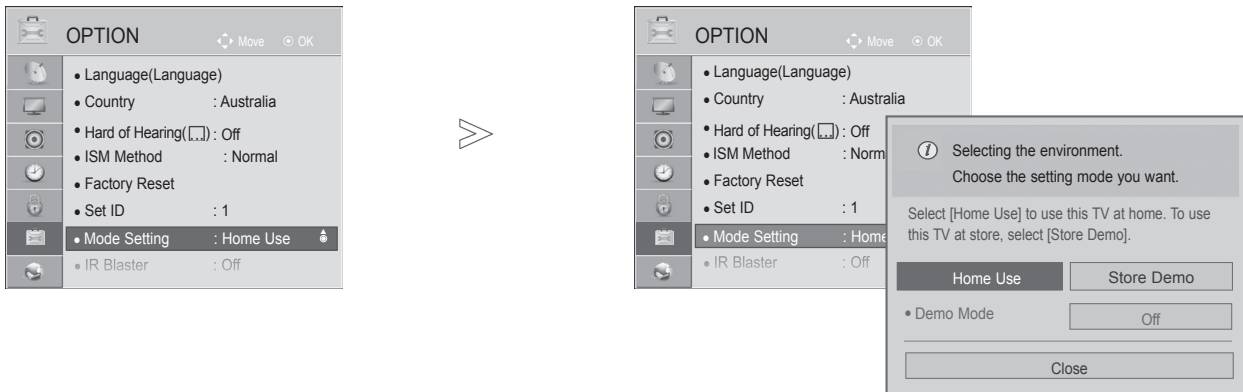 OPTION
Move OK
• Language(Language)
• Country : Australia
• Hard of Hearing( ) : Off
• ISM Method : Normal
• Factory Reset
• Set ID : 1
• Mode Setting : Home Use
• IR Blaster : Off
OPTION
Move OK
• Language(Language)
• Country : Australia
• Hard of Hearing( ) : Off
• ISM Method : Norm
• Factory Reset
• Set ID : 1
• Mode Setting : Home
• IR Blaster : Off
Selecting the environment.
Choose the setting mode you want.
Select [Home Use] to use this TV at home. To use
this TV at store, select [Store Demo].
Home Use Store Demo
• Demo Mode Off
Close